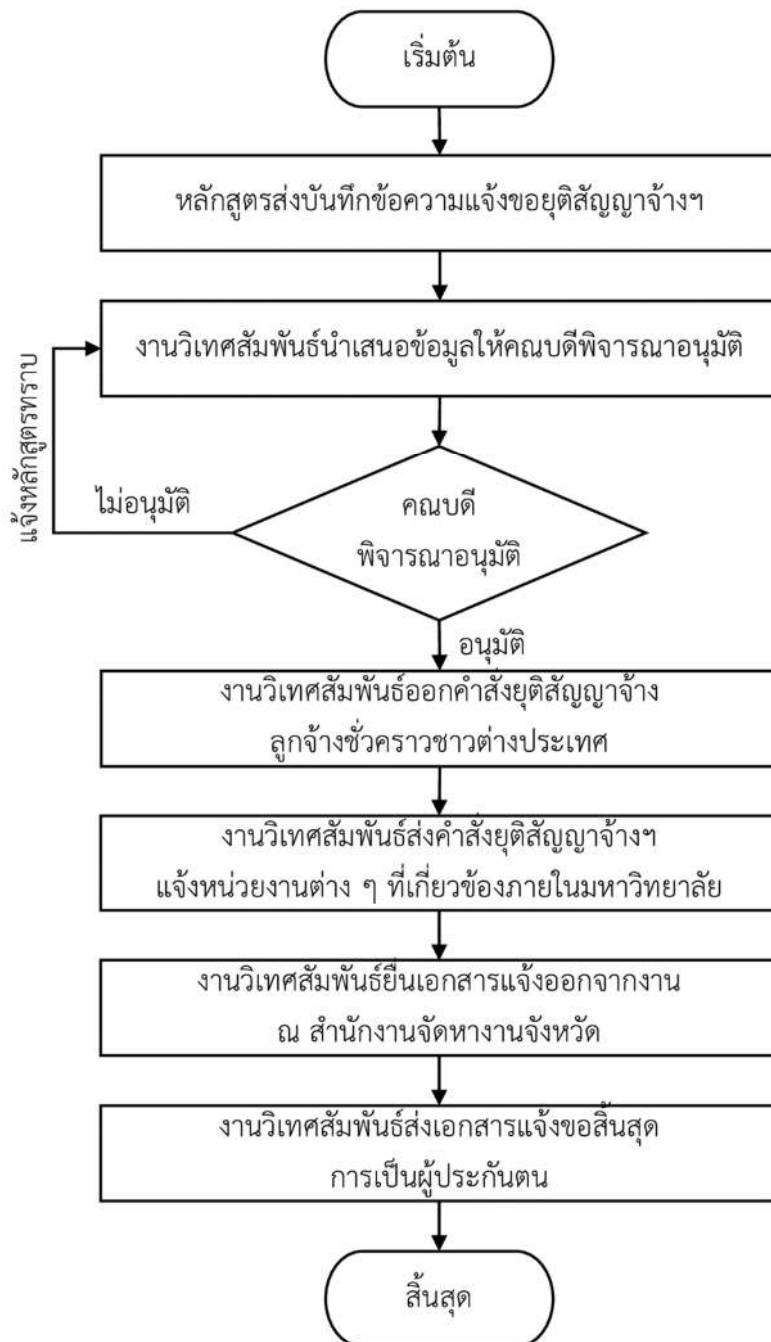 เริ่มต้น
หลักสูตรส่งบันทึกข้อความแจ้งขอยุติสัญญาจ้างฯ
งานวิเทศสัมพันธ์นำเสนอข้อมูลให้คณบดีพิจารณาอนุมัติ
แจ้งหลักสูตรทราบ
ไม่อนุมัติ
คณบดี
พิจารณาอนุมัติ
อนุมัติ
งานวิเทศสัมพันธ์ออกคำสั่งยุติสัญญาจ้าง
ลูกจ้างชั่วคราวชาวต่างประเทศ
งานวิเทศสัมพันธ์ส่งคำสั่งยุติสัญญาจ้างฯ
แจ้งหน่วยงานต่าง ๆ ที่เกี่ยวข้องภายในมหาวิทยาลัย
งานวิเทศสัมพันธ์ยื่นเอกสารแจ้งออกจากงาน
ณ สำนักงานจัดหางานจังหวัด
งานวิเทศสัมพันธ์ส่งเอกสารแจ้งขอสิ้นสุด
การเป็นผู้ประกันตน
สิ้นสุด